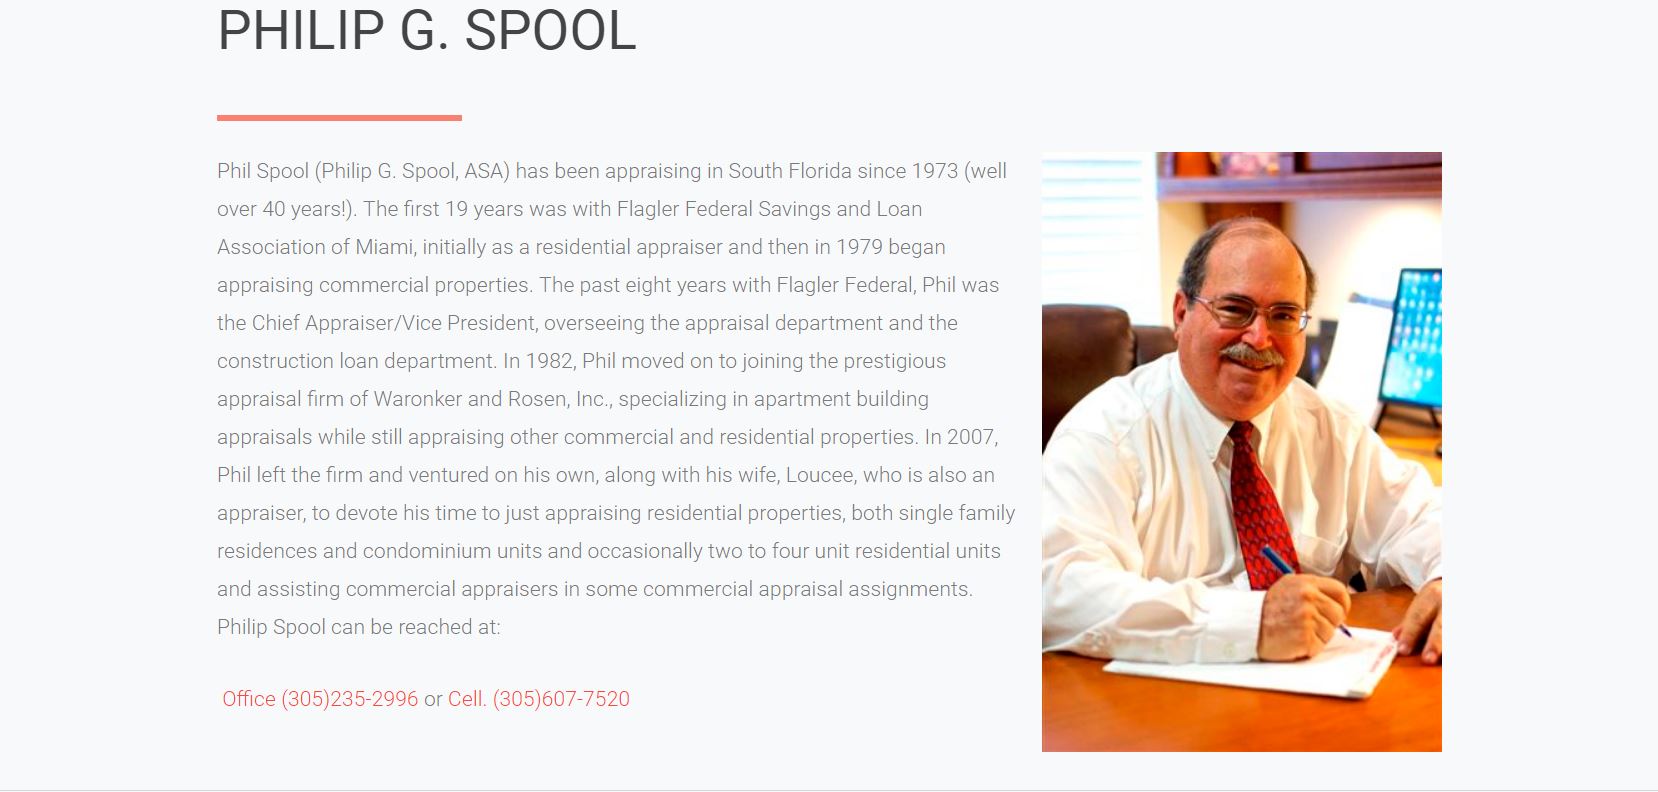 PHILIP G. SPOOL
Phil Spool (Philip G. Spool, ASA) has been appraising in South Florida since 1973 (well
over 40 years!). The first 19 years was with Flagler Federal Savings and Loan
Association of Miami, initially as a residential appraiser and then in 1979 began
appraising commercial properties. The past eight years with Flagler Federal, Phil was
the Chief Appraiser/Vice President, overseeing the appraisal department and the
construction loan department. In 1982, Phil moved on to joining the prestigious
appraisal firm of Waronker and Rosen, Inc., specializing in apartment building
appraisals while still appraising other commercial and residential properties. In 2007,
Phil left the firm and ventured on his own, along with his wife, Loucee, who is also an
appraiser, to devote his time to just appraising residential properties, both single family
residences and condominium units and occasionally two to four unit residential units
and assisting commercial appraisers in some commercial appraisal assignments.
Philip Spool can be reached at:
Office (305)235-2996 or Cell. (305)607-7520